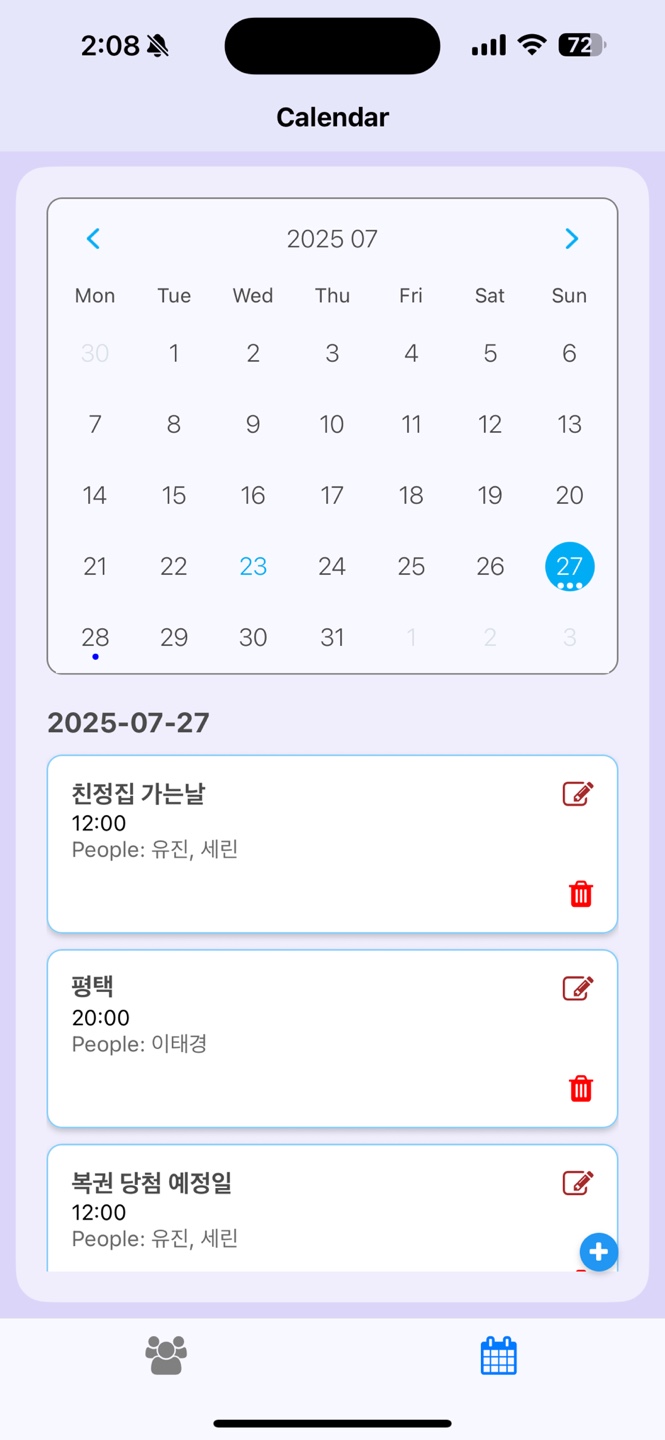 2:08
72
Calendar
2025 07
Mon Tue Wed Thu Fri Sat Sun
30 1 2 3 4 5 6
7 8 9 10 11 12 13
14 15 16 17 18 19 20
21 22 23 24 25 26 27
28 29 30 31 1 2 3
2025-07-27
친정집 가는날
12:00
People: 유진, 세린
평택
20:00
People: 이태경
복권 당첨 예정일
12:00
People: 유진, 세린